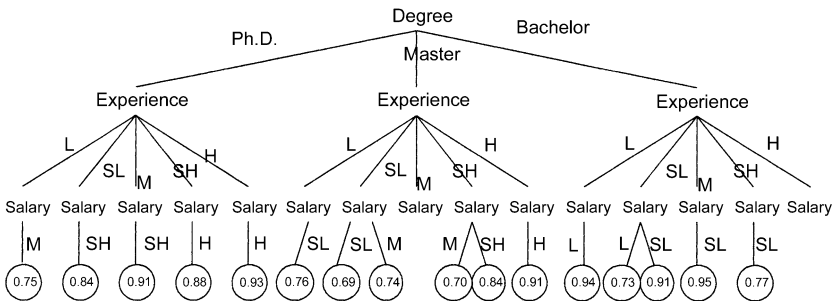 Degree
Ph.D. Master Bachelor
Experience Experience Experience
L SL M SH H L SL M SH H L SL M SH H
Salary Salary Salary Salary Salary Salary Salary Salary Salary Salary Salary Salary Salary Salary Salary
M SH SH H H SL SL M M SH H L L SL SL SL
0.75 0.84 0.91 0.88 0.93 0.76 0.69 0.74 0.70 0.84 0.91 0.94 0.73 0.91 0.95 0.77